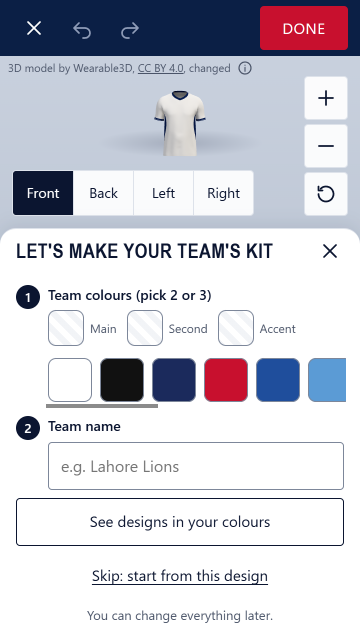 DONE
3D model by Wearable3D, CC BY 4.0, changed
Front Back Left Right
LET'S MAKE YOUR TEAM'S KIT
1 Team colours (pick 2 or 3)
Main Second Accent
2 Team name
e.g. Lahore Lions
See designs in your colours
Skip: start from this design
You can change everything later.